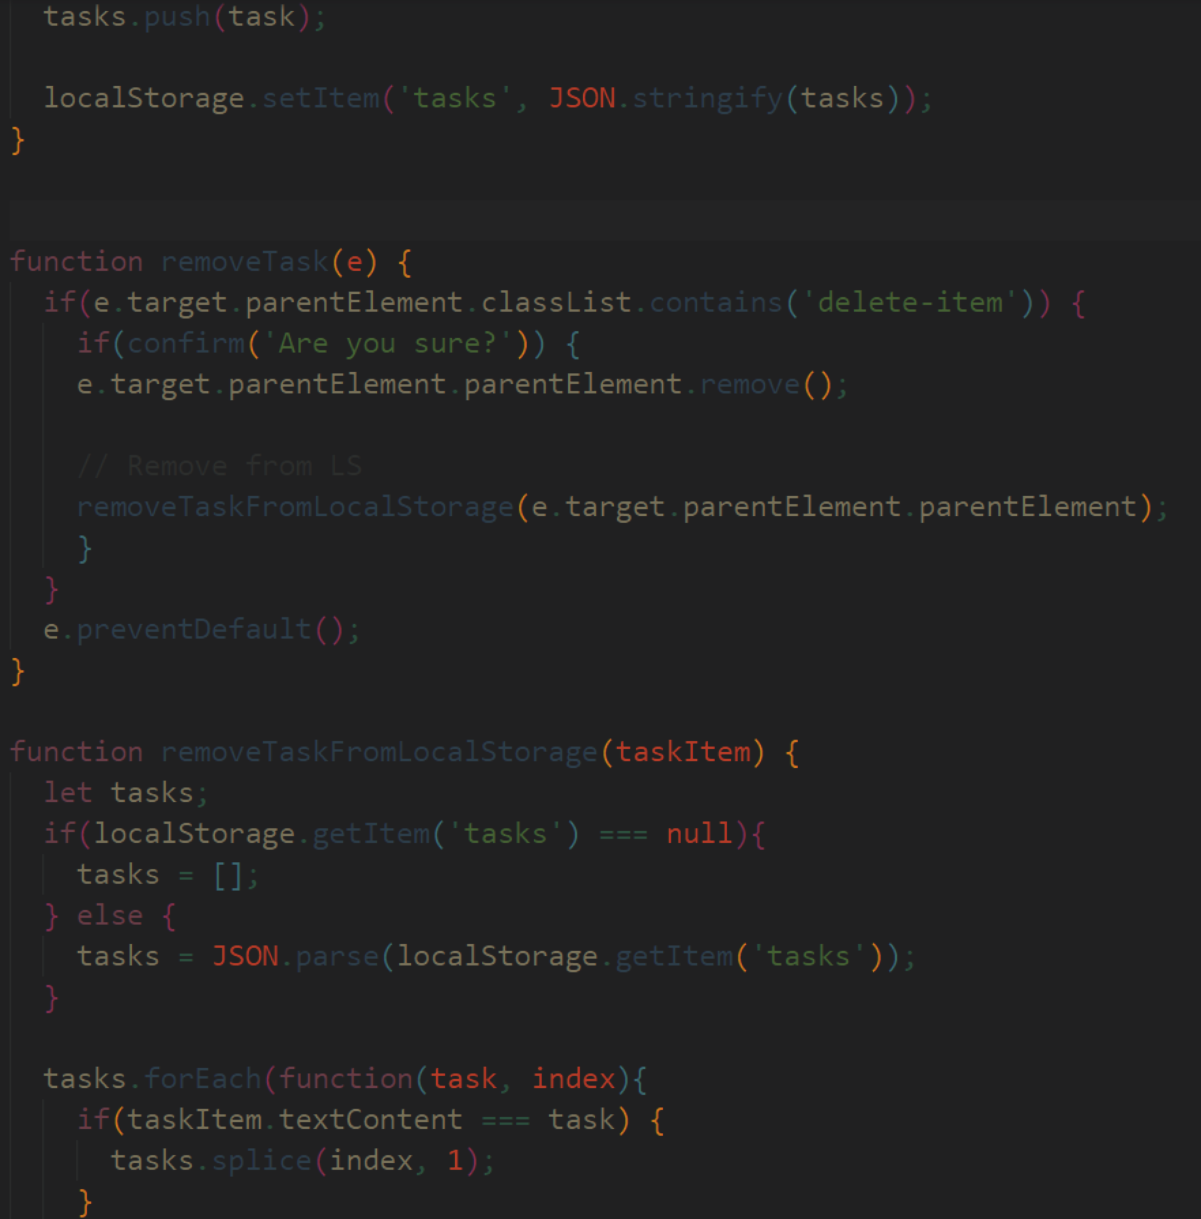 tasks.push(task);
localStorage.setItem('tasks', JSON.stringify(tasks));
}
function removeTask(e) {
if(e.target.parentElement.classList.contains('delete-item')) {
if(confirm('Are you sure?')) {
e.target.parentElement.parentElement.remove();
// Remove from LS
removeTaskFromLocalStorage(e.target.parentElement.parentElement);
}
}
e.preventDefault();
}
function removeTaskFromLocalStorage(taskItem) {
let tasks;
if(localStorage.getItem('tasks') === null){
tasks = [];
} else {
tasks = JSON.parse(localStorage.getItem('tasks'));
}
tasks.forEach(function(task, index){
if(taskItem.textContent === task) {
tasks.splice(index, 1);
}